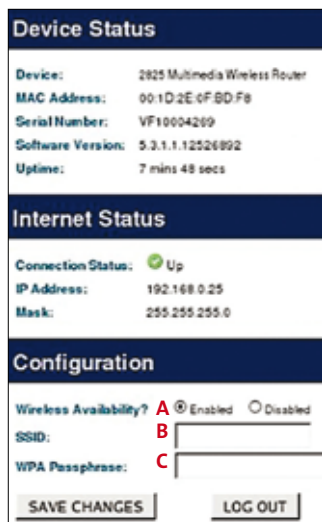 Device Status
Device: 2825 Multimedia Wireless Router
MAC Address: 00:1D:2E:0F:BD:F8
Serial Number: VF10004209
Software Version: 5.3.1.1.12526892
Uptime: 7 mins 48 secs
Internet Status
Connection Status: Up
IP Address: 192.168.0.25
Mask: 255.255.255.0
Configuration
Wireless Availability? A Enabled Disabled
SSID: B
WPA Passphrase: C
SAVE CHANGES LOG OUT